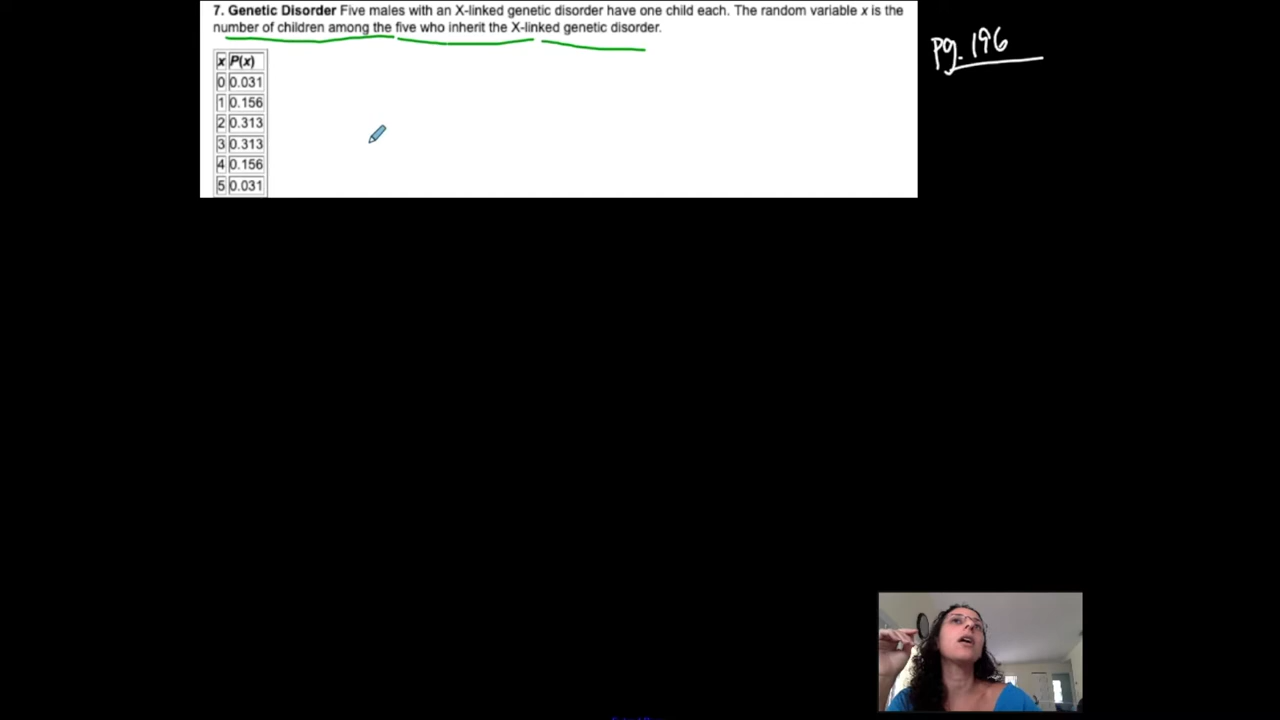 7. Genetic Disorder Five males with an X-linked genetic disorder have one child each. The random variable x is the
number of children among the five who inherit the X-linked genetic disorder.
pg. 196
x P(x)
0 0.031
1 0.156
2 0.313
3 0.313
4 0.156
5 0.031